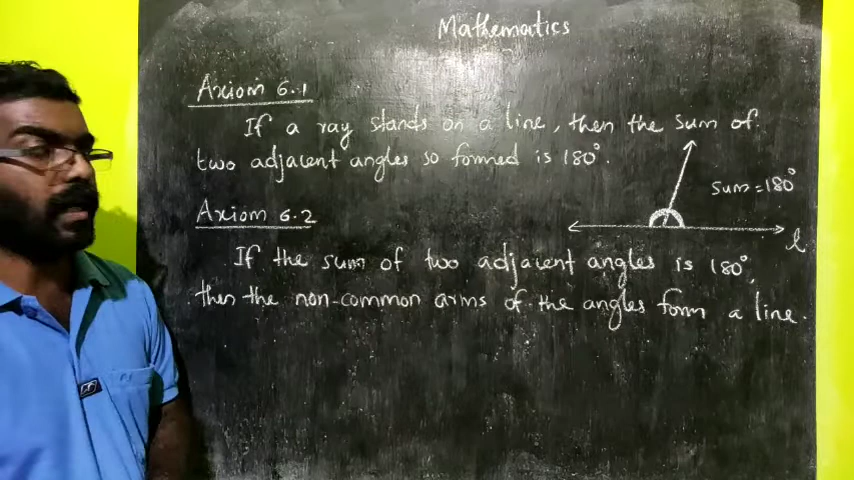 Mathematics
Axiom 6.1
If a ray stands on a line, then the sum of
two adjacent angles so formed is 180°.
sum = 180°
l
Axiom 6.2
If the sum of two adjacent angles is 180°,
then the non-common arms of the angles form a line.